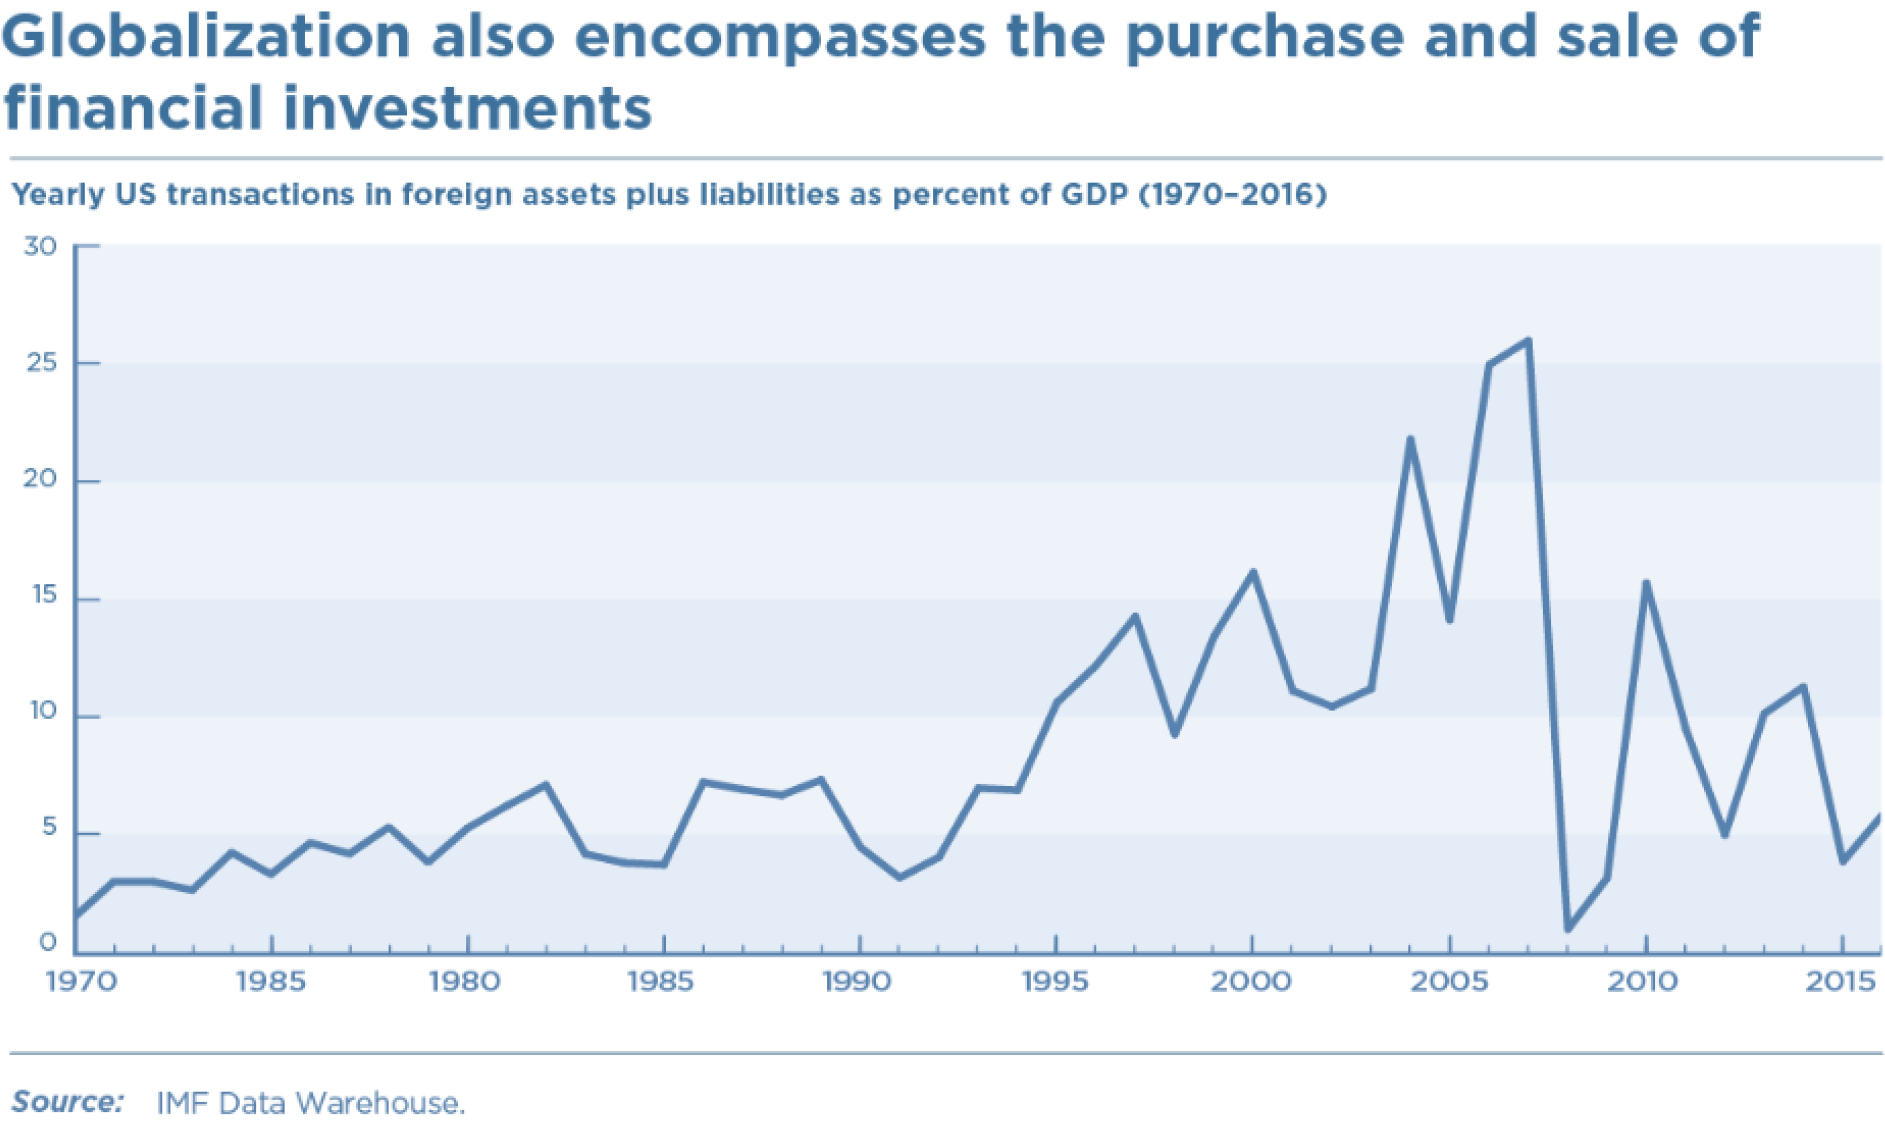 Globalization also encompasses the purchase and sale of
financial investments
Yearly US transactions in foreign assets plus liabilities as percent of GDP (1970–2016)
30
25
20
15
10
5
0
1970 1985 1980 1985 1990 1995 2000 2005 2010 2015
Source: IMF Data Warehouse.